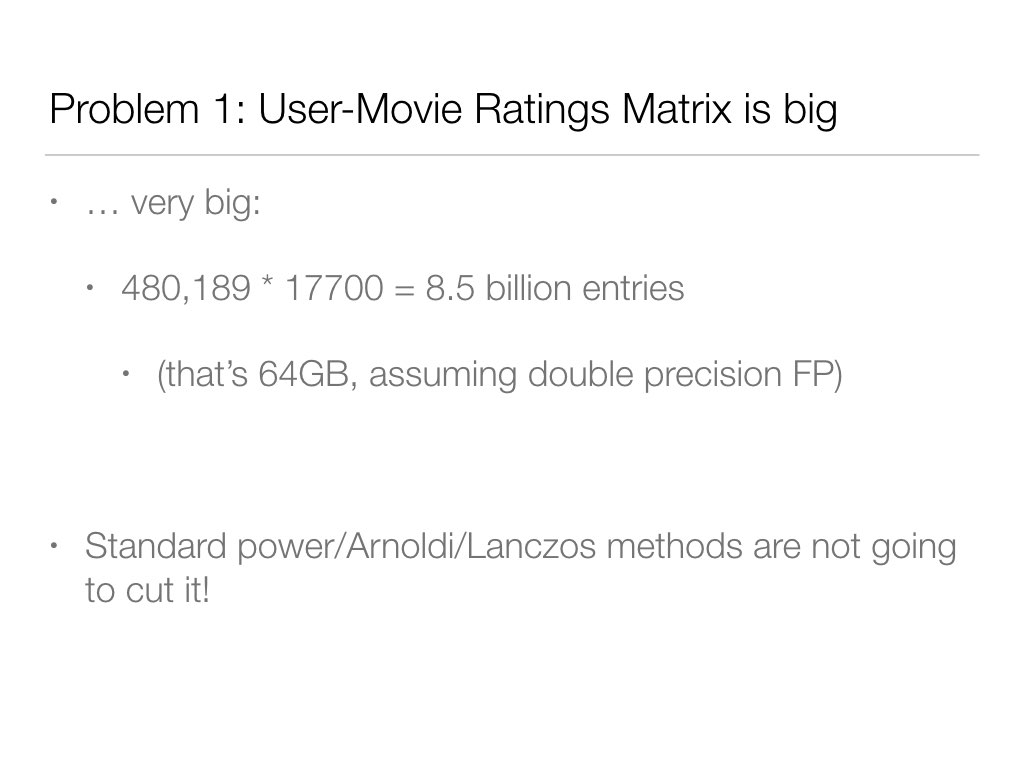 Problem 1: User-Movie Ratings Matrix is big
• … very big:
• 480,189 * 17700 = 8.5 billion entries
• (that’s 64GB, assuming double precision FP)
• Standard power/Arnoldi/Lanczos methods are not going
to cut it!